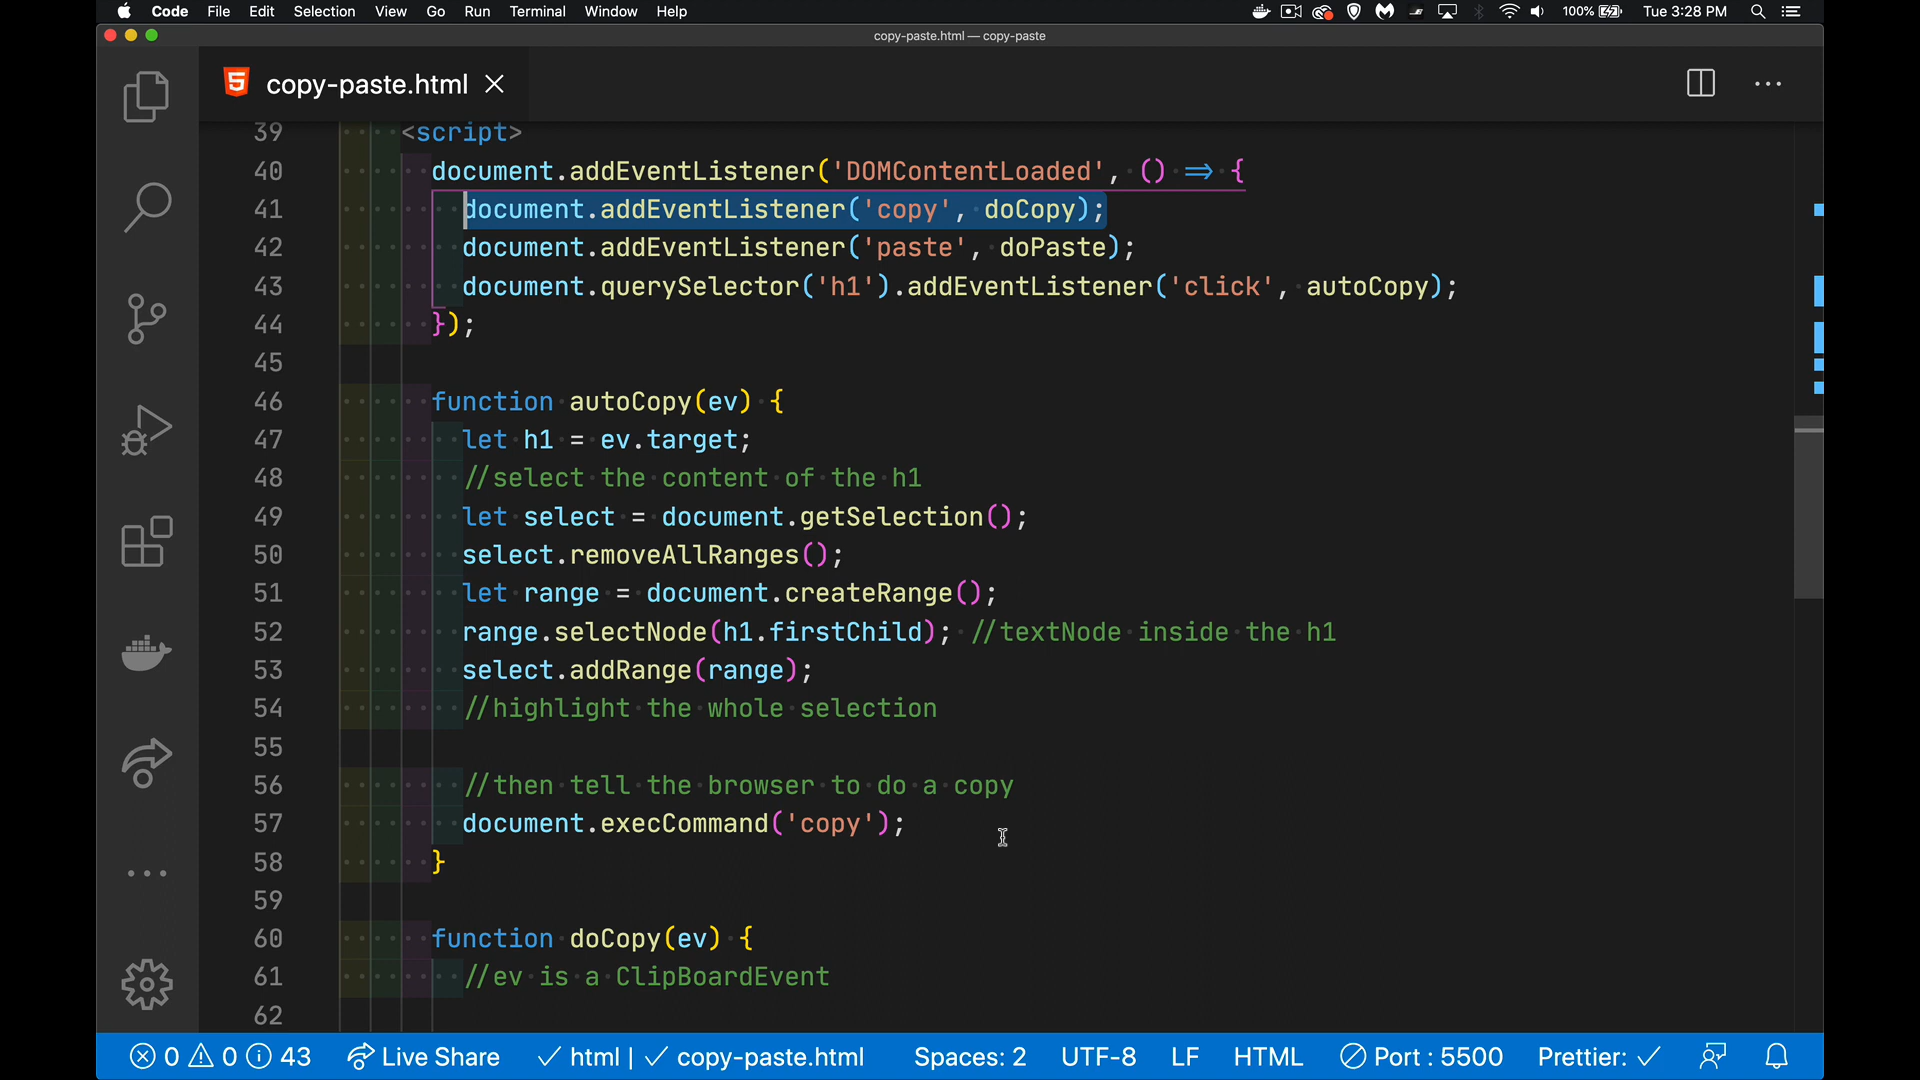 Code File Edit Selection View Go Run Terminal Window Help 100% Tue 3:28 PM
copy-paste.html — copy-paste
copy-paste.html
39 <script>
40 document.addEventListener('DOMContentLoaded', () => {
41 document.addEventListener('copy', doCopy);
42 document.addEventListener('paste', doPaste);
43 document.querySelector('h1').addEventListener('click', autoCopy);
44 });
45
46 function autoCopy(ev) {
47 let h1 = ev.target;
48 //select the content of the h1
49 let select = document.getSelection();
50 select.removeAllRanges();
51 let range = document.createRange();
52 range.selectNode(h1.firstChild); //textNode inside the h1
53 select.addRange(range);
54 //highlight the whole selection
55
56 //then tell the browser to do a copy
57 document.execCommand('copy');
58 }
59
60 function doCopy(ev) {
61 //ev is a ClipBoardEvent
62
0 0 43 Live Share html | copy-paste.html Spaces: 2 UTF-8 LF HTML Port : 5500 Prettier: